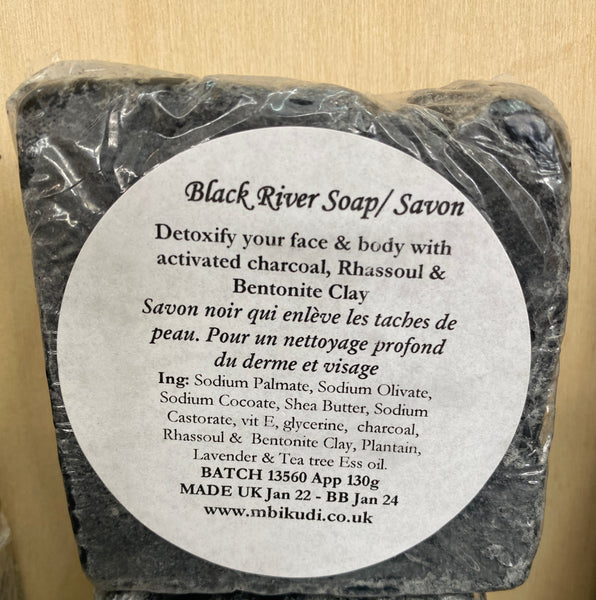 Black River Soap/ Savon
Detoxify your face & body with
activated charcoal, Rhassoul &
Bentonite Clay
Savon noir qui enlève les taches de
peau. Pour un nettoyage profond
du derme et visage
Ing: Sodium Palmate, Sodium Olivate,
Sodium Cocoate, Shea Butter, Sodium
Castorate, vit E, glycerine, charcoal,
Rhassoul & Bentonite Clay, Plantain,
Lavender & Tea tree Ess oil.
BATCH 13560 App 130g
MADE UK Jan 22 - BB Jan 24
www.mbikudi.co.uk